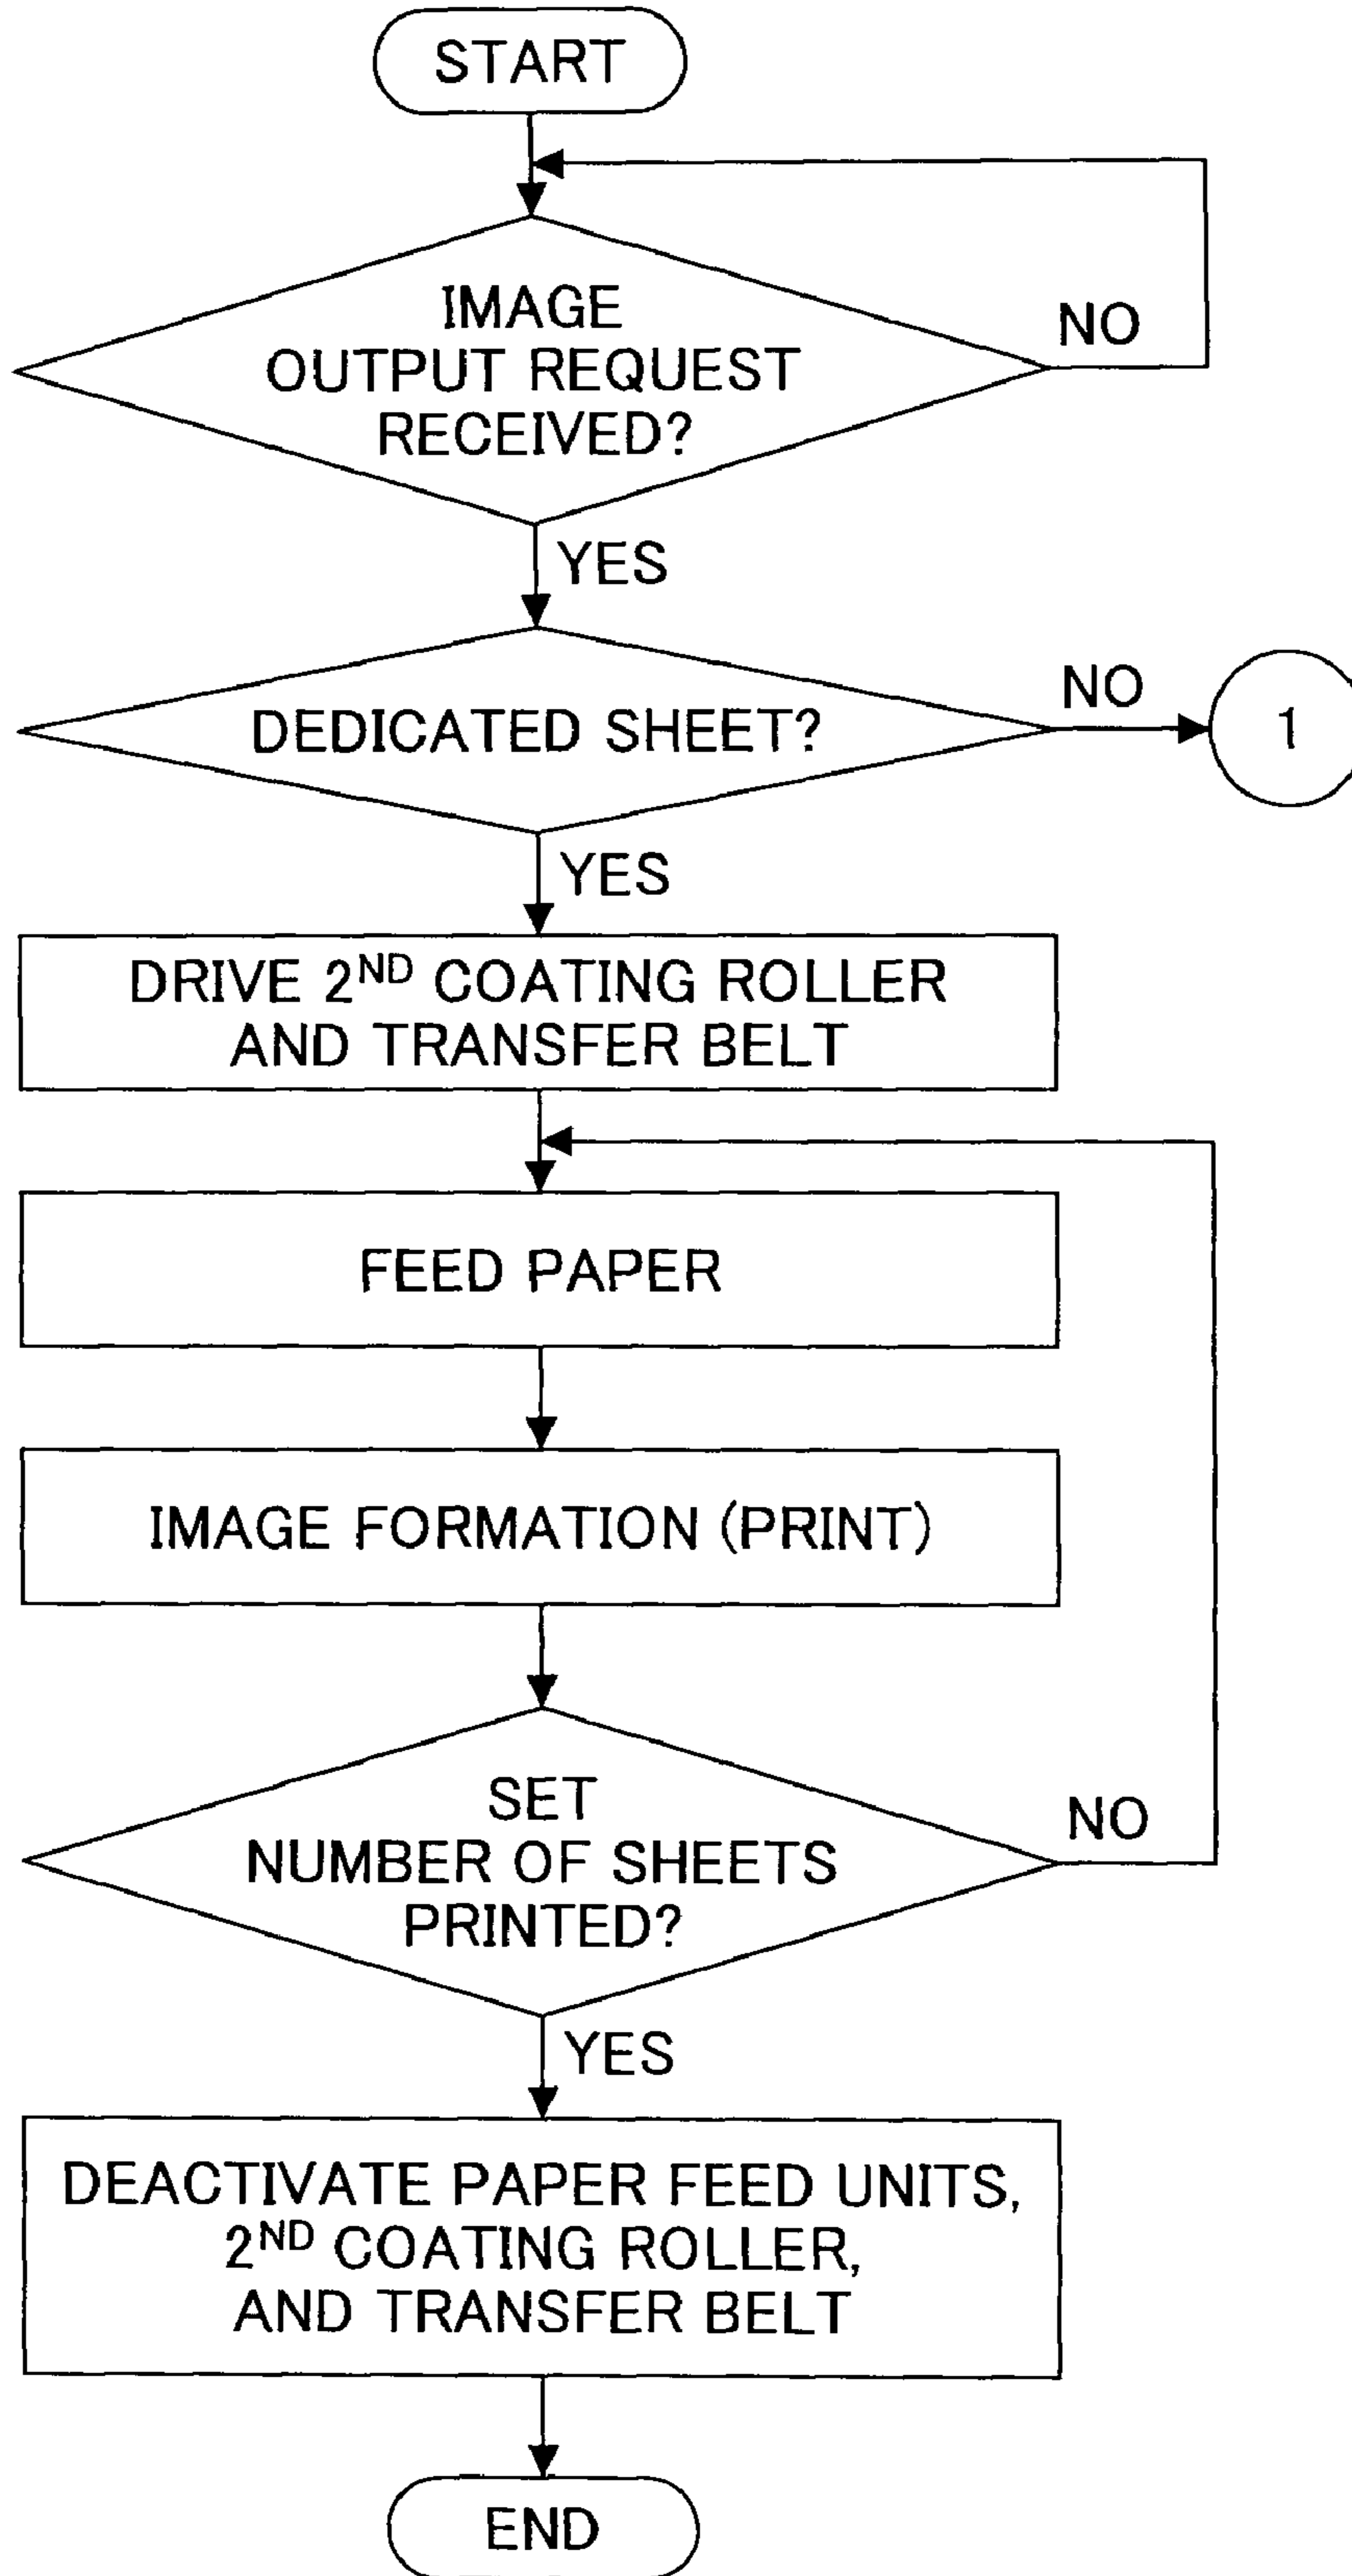 START
IMAGE
OUTPUT REQUEST
RECEIVED?
NO
YES
DEDICATED SHEET?
NO
1
YES
DRIVE 2ND COATING ROLLER
AND TRANSFER BELT
FEED PAPER
IMAGE FORMATION (PRINT)
SET
NUMBER OF SHEETS
PRINTED?
NO
YES
DEACTIVATE PAPER FEED UNITS,
2ND COATING ROLLER,
AND TRANSFER BELT
END